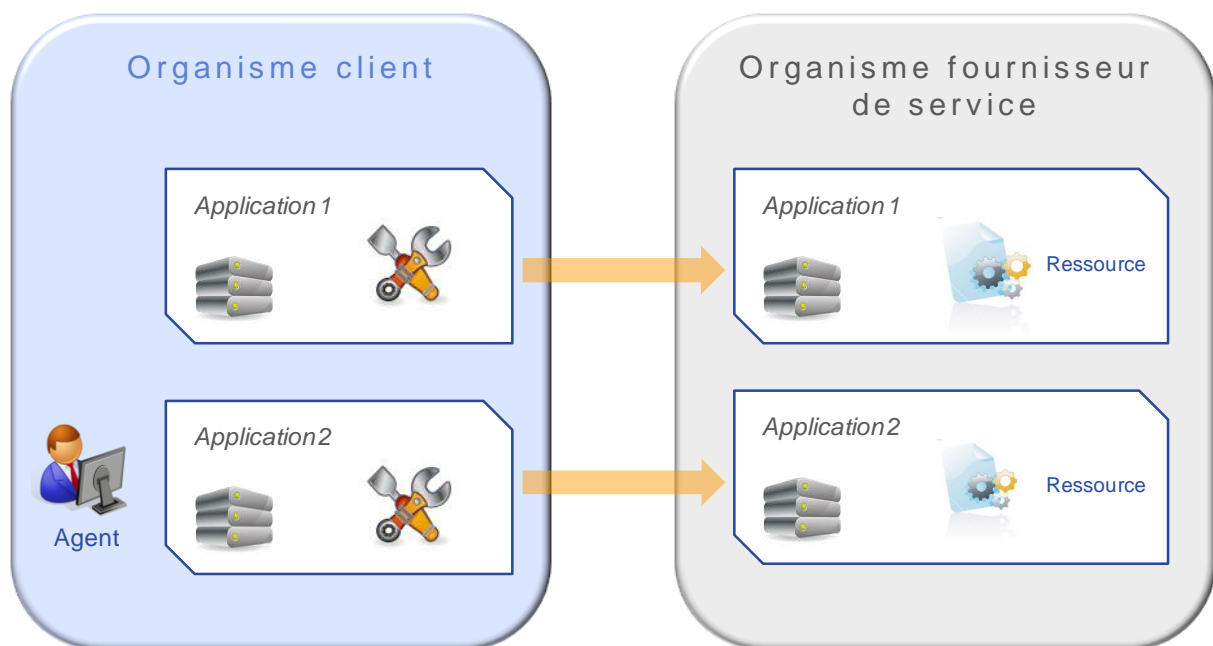 Organisme client
Organisme fournisseur
de service
Application 1
Application 1
Ressource
Application 2
Agent
Application 2
Ressource